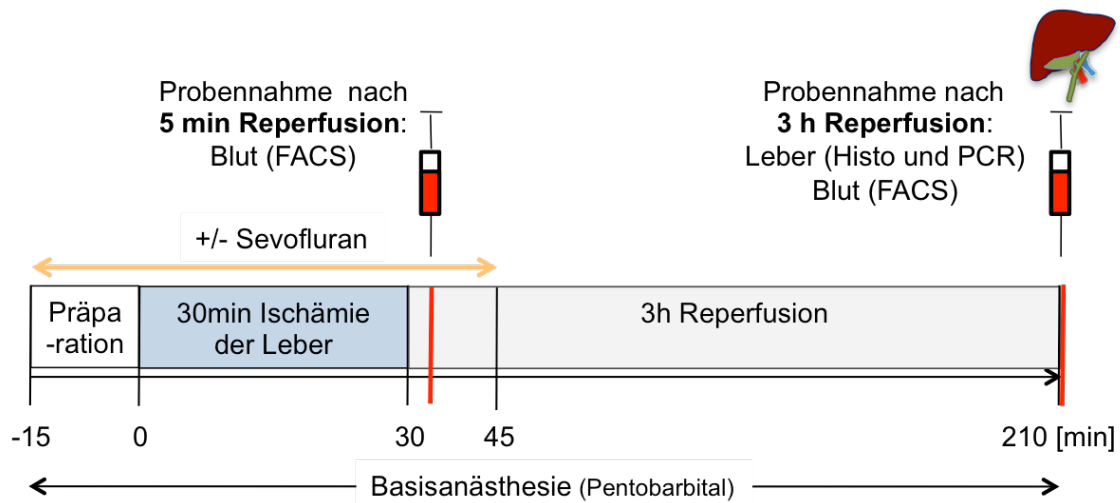 Probennahme nach
5 min Reperfusion:
Blut (FACS)
Probennahme nach
3 h Reperfusion:
Leber (Histo und PCR)
Blut (FACS)
+/- Sevofluran
Präpa
-ration
30min Ischämie
der Leber
3h Reperfusion
-15 0 30 45 210 [min]
Basisanästhesie (Pentobarbital)